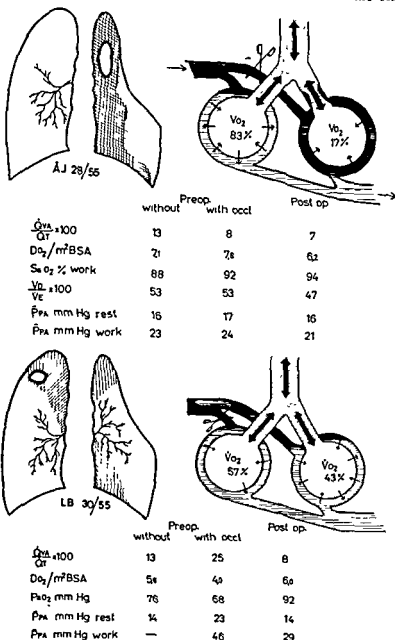 V̇o₂
83%
V̇o₂
17%
ÅJ 28/55
Preop. Post op
without with occl
Q̇VA/Q̇T ×100 13 8 7
Do₂/m²BSA 7,1 7,8 6,2
Sao₂ % work 88 92 94
VD/VE ×100 53 53 47
P̄PA mm Hg rest 16 17 16
P̄PA mm Hg work 23 24 21
V̇o₂
57%
V̇o₂
43%
LB 30/55
Preop. Post op.
without with occl
Q̇VA/Q̇T ×100 13 25 8
Do₂/m²BSA 5,8 4,0 6,0
Pao₂ mm Hg 76 68 92
P̄PA mm Hg rest 14 23 14
P̄PA mm Hg work — 46 29